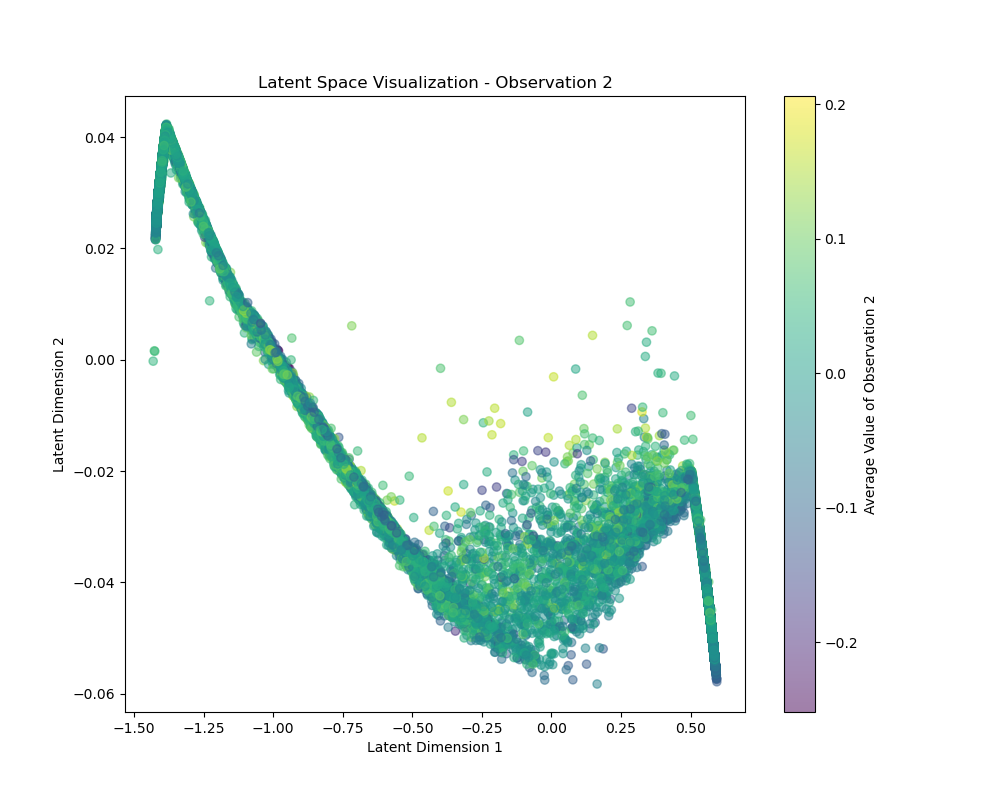 Latent Space Visualization - Observation 2
0.04
0.02
0.00
−0.02
−0.04
−0.06
Latent Dimension 2
−1.50 −1.25 −1.00 −0.75 −0.50 −0.25 0.00 0.25 0.50
Latent Dimension 1
0.2
0.1
0.0
−0.1
−0.2
Average Value of Observation 2